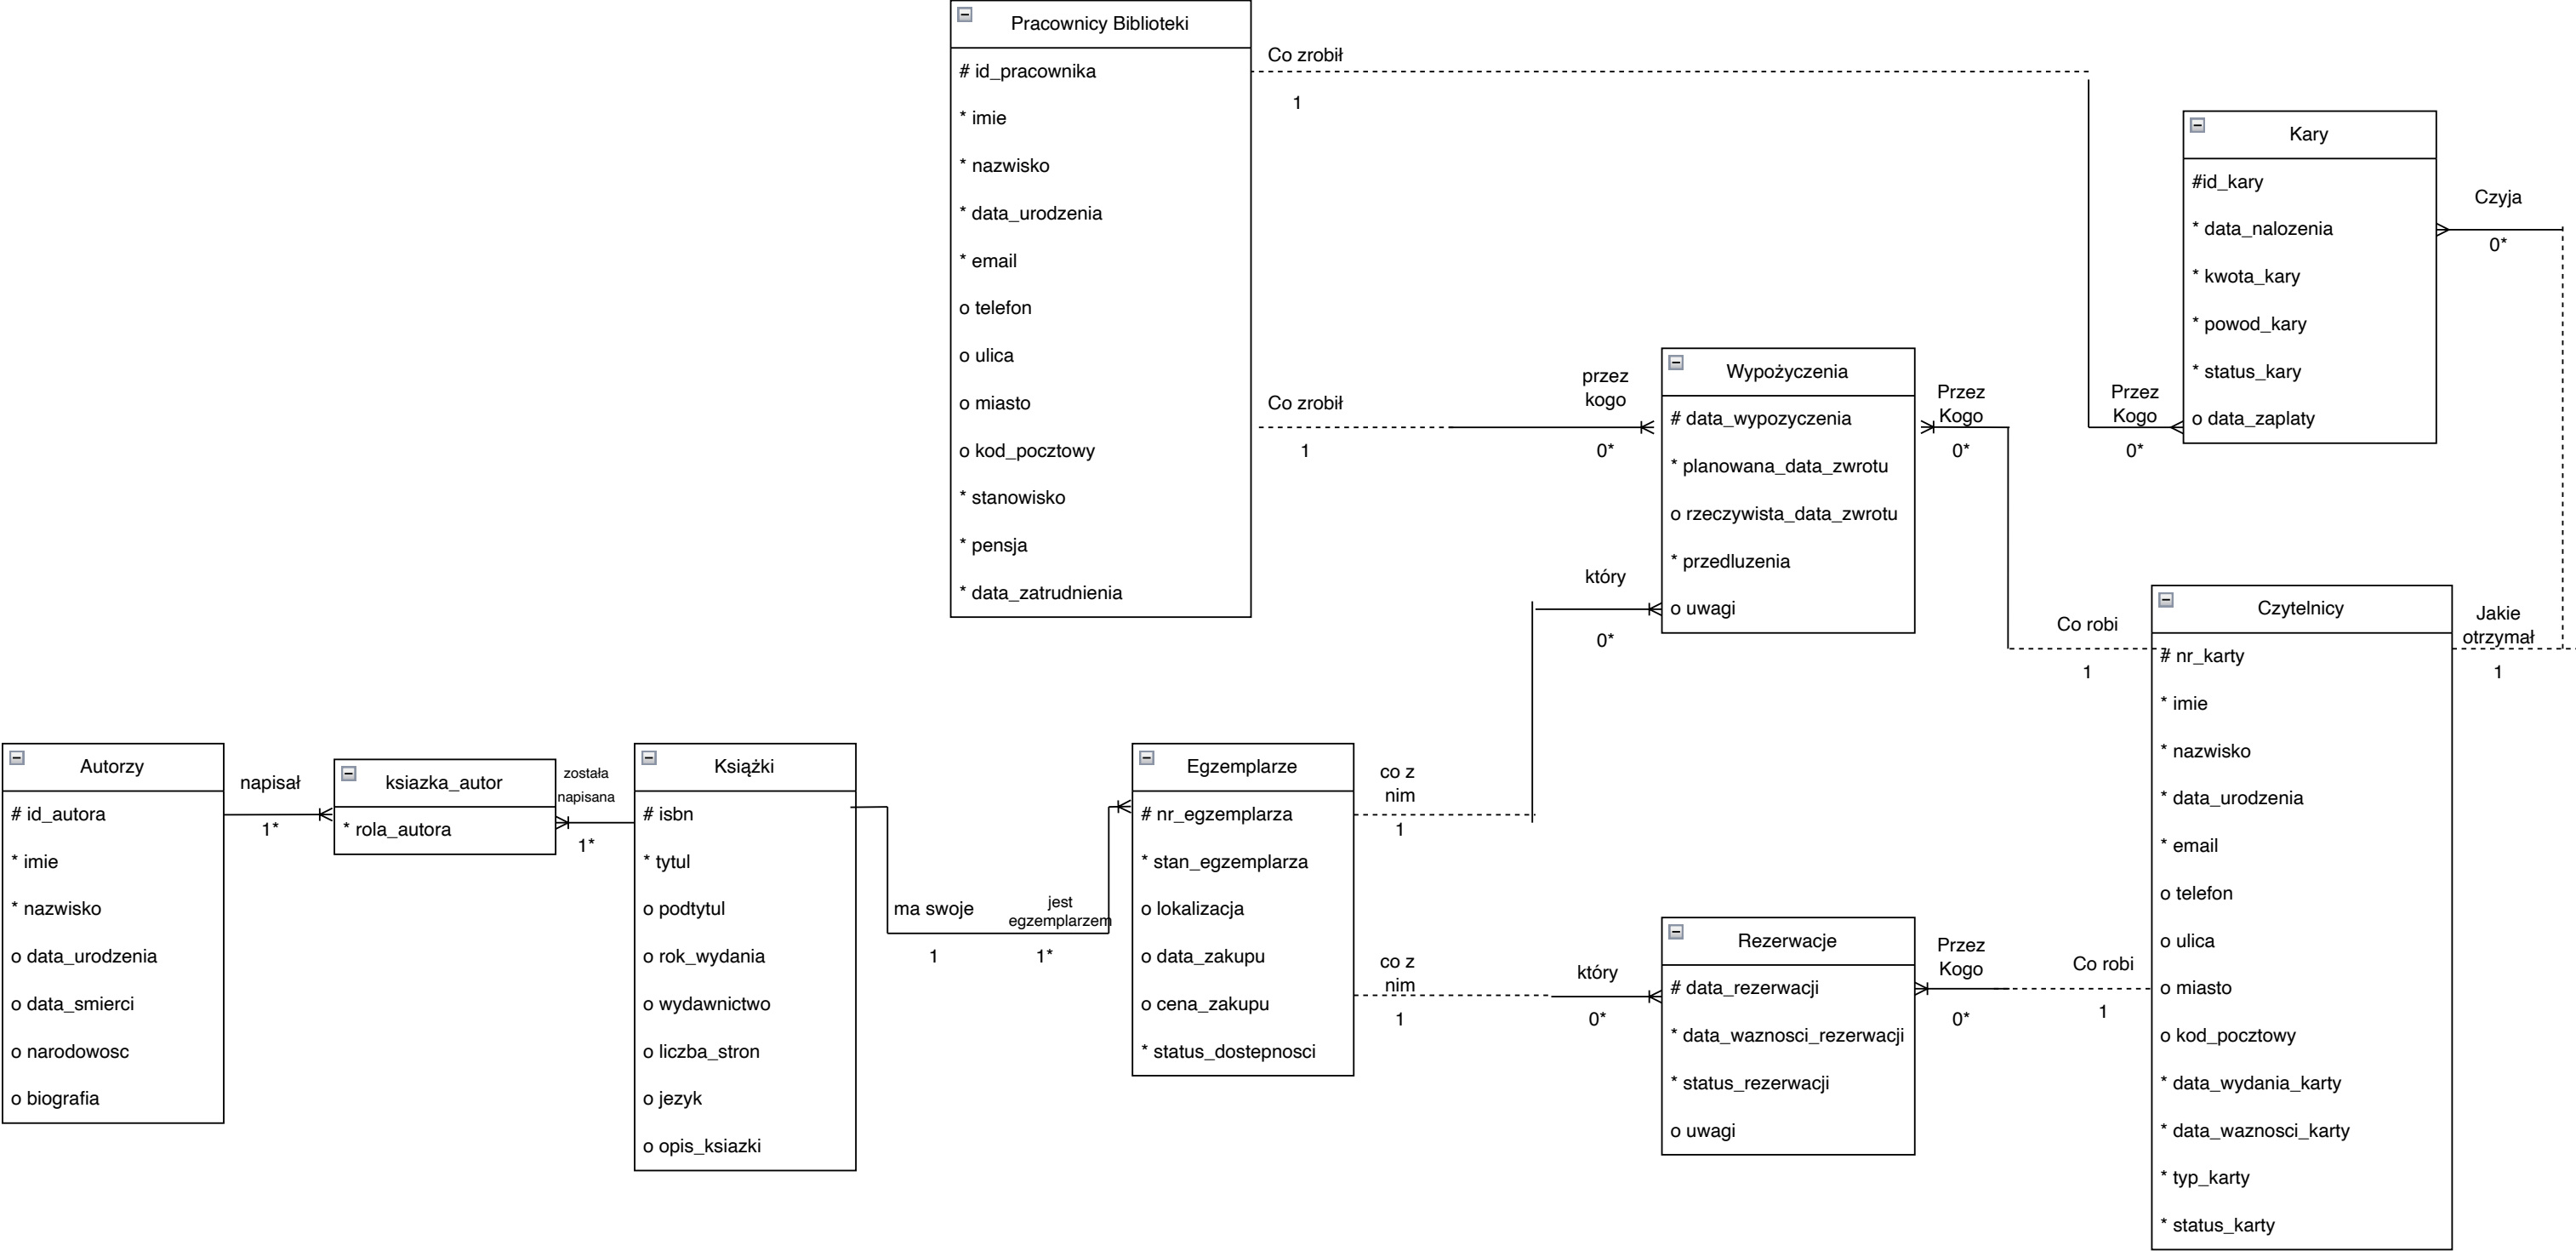 Pracownicy Biblioteki
# id_pracownika
* imie
* nazwisko
* data_urodzenia
* email
o telefon
o ulica
o miasto
o kod_pocztowy
* stanowisko
* pensja
* data_zatrudnienia
Co zrobił
1
Co zrobił
1
przez
kogo
0*
Kary
#id_kary
* data_nalozenia
* kwota_kary
* powod_kary
* status_kary
o data_zaplaty
Czyja
0*
Przez
Kogo
0*
Wypożyczenia
# data_wypozyczenia
* planowana_data_zwrotu
o rzeczywista_data_zwrotu
* przedluzenia
o uwagi
Przez
Kogo
0*
który
0*
Co robi
1
Czytelnicy
# nr_karty
* imie
* nazwisko
* data_urodzenia
* email
o telefon
o ulica
o miasto
o kod_pocztowy
* data_wydania_karty
* data_waznosci_karty
* typ_karty
* status_karty
Jakie
otrzymał
1
Autorzy
# id_autora
* imie
* nazwisko
o data_urodzenia
o data_smierci
o narodowosc
o biografia
napisał
1*
ksiazka_autor
* rola_autora
została
napisana
1*
Książki
# isbn
* tytul
o podtytul
o rok_wydania
o wydawnictwo
o liczba_stron
o jezyk
o opis_ksiazki
ma swoje
1
jest
egzemplarzem
1*
Egzemplarze
# nr_egzemplarza
* stan_egzemplarza
o lokalizacja
o data_zakupu
o cena_zakupu
* status_dostepnosci
co z
nim
1
co z
nim
1
który
0*
Rezerwacje
# data_rezerwacji
* data_waznosci_rezerwacji
* status_rezerwacji
o uwagi
Przez
Kogo
0*
Co robi
1